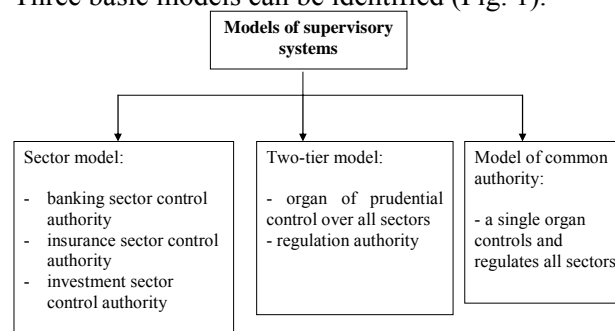 Three basic models can be identified (Fig. 1).
Models of supervisory
systems
Sector model:
- banking sector control
authority
- insurance sector control
authority
- investment sector
control authority
Two-tier model:
- organ of prudential
control over all sectors
- regulation authority
Model of common
authority:
- a single organ
controls and
regulates all sectors